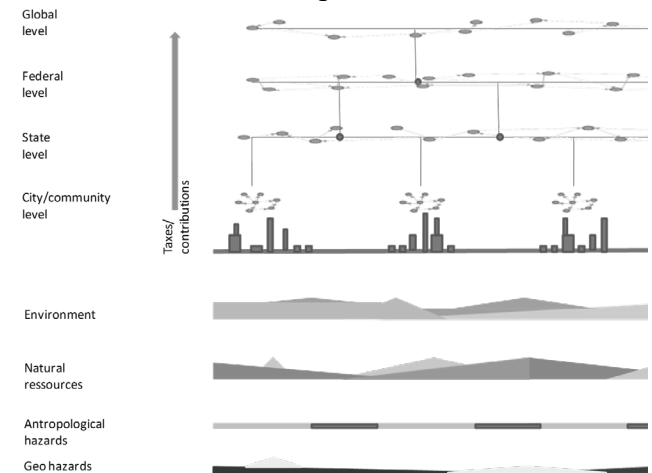 Global
level
Federal
level
State
level
City/community
level
Taxes/
contributions
Environment
Natural
ressources
Antropological
hazards
Geo hazards